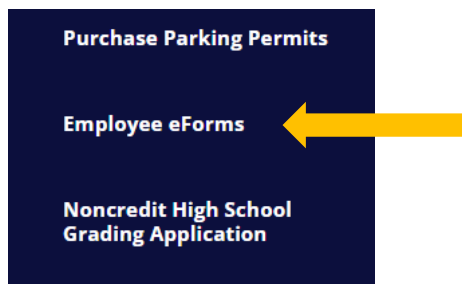 Purchase Parking Permits
Employee eForms
Noncredit High School
Grading Application